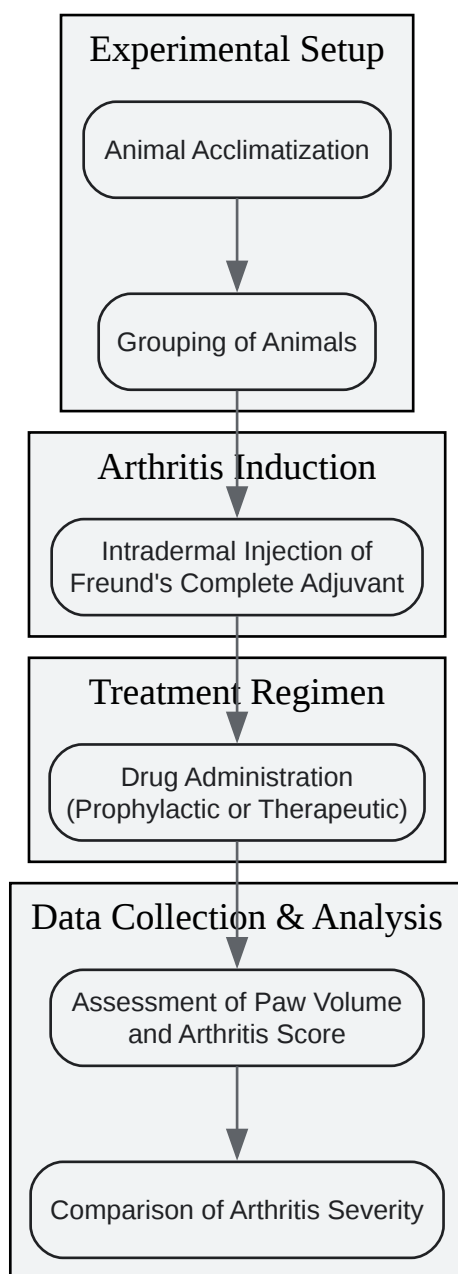 Experimental Setup
Animal Acclimatization
Grouping of Animals
Arthritis Induction
Intradermal Injection of
Freund's Complete Adjuvant
Treatment Regimen
Drug Administration
(Prophylactic or Therapeutic)
Data Collection & Analysis
Assessment of Paw Volume
and Arthritis Score
Comparison of Arthritis Severity